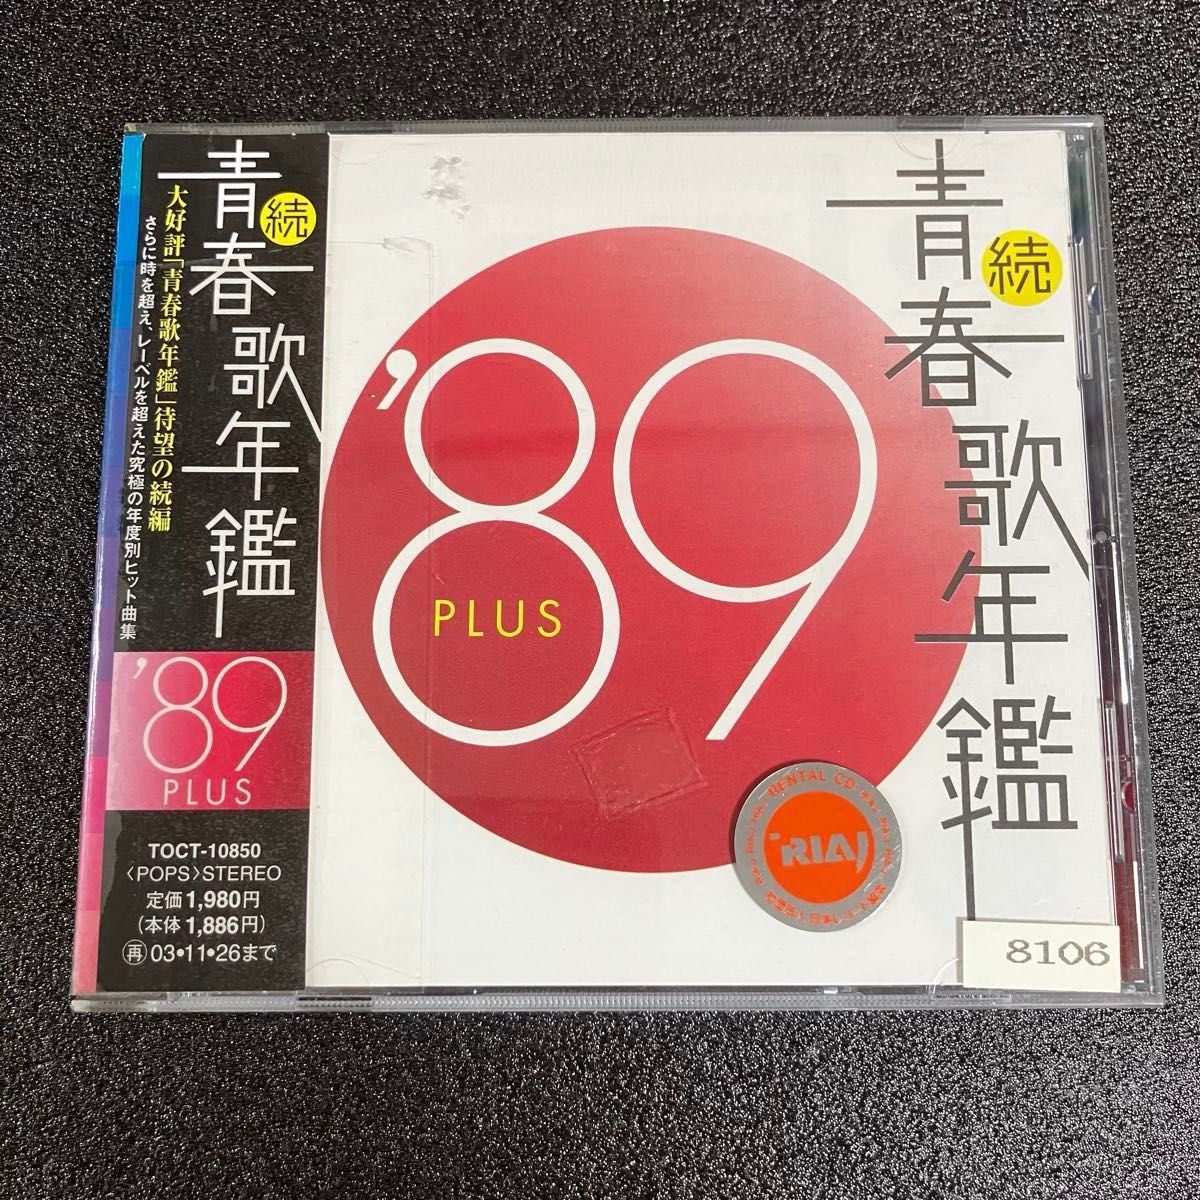 青春歌年鑑
続
大好評「青春歌年鑑」待望の続編
さらに時を超え、レーベルを超えた究極の年度別ヒット曲集
'89
PLUS
TOCT-10850
〈POPS〉STEREO
定価1,980円
(本体1,886円)
再03•11•26まで
'89
PLUS
青春歌年鑑
続
RENTAL CD
RIAJ
8106